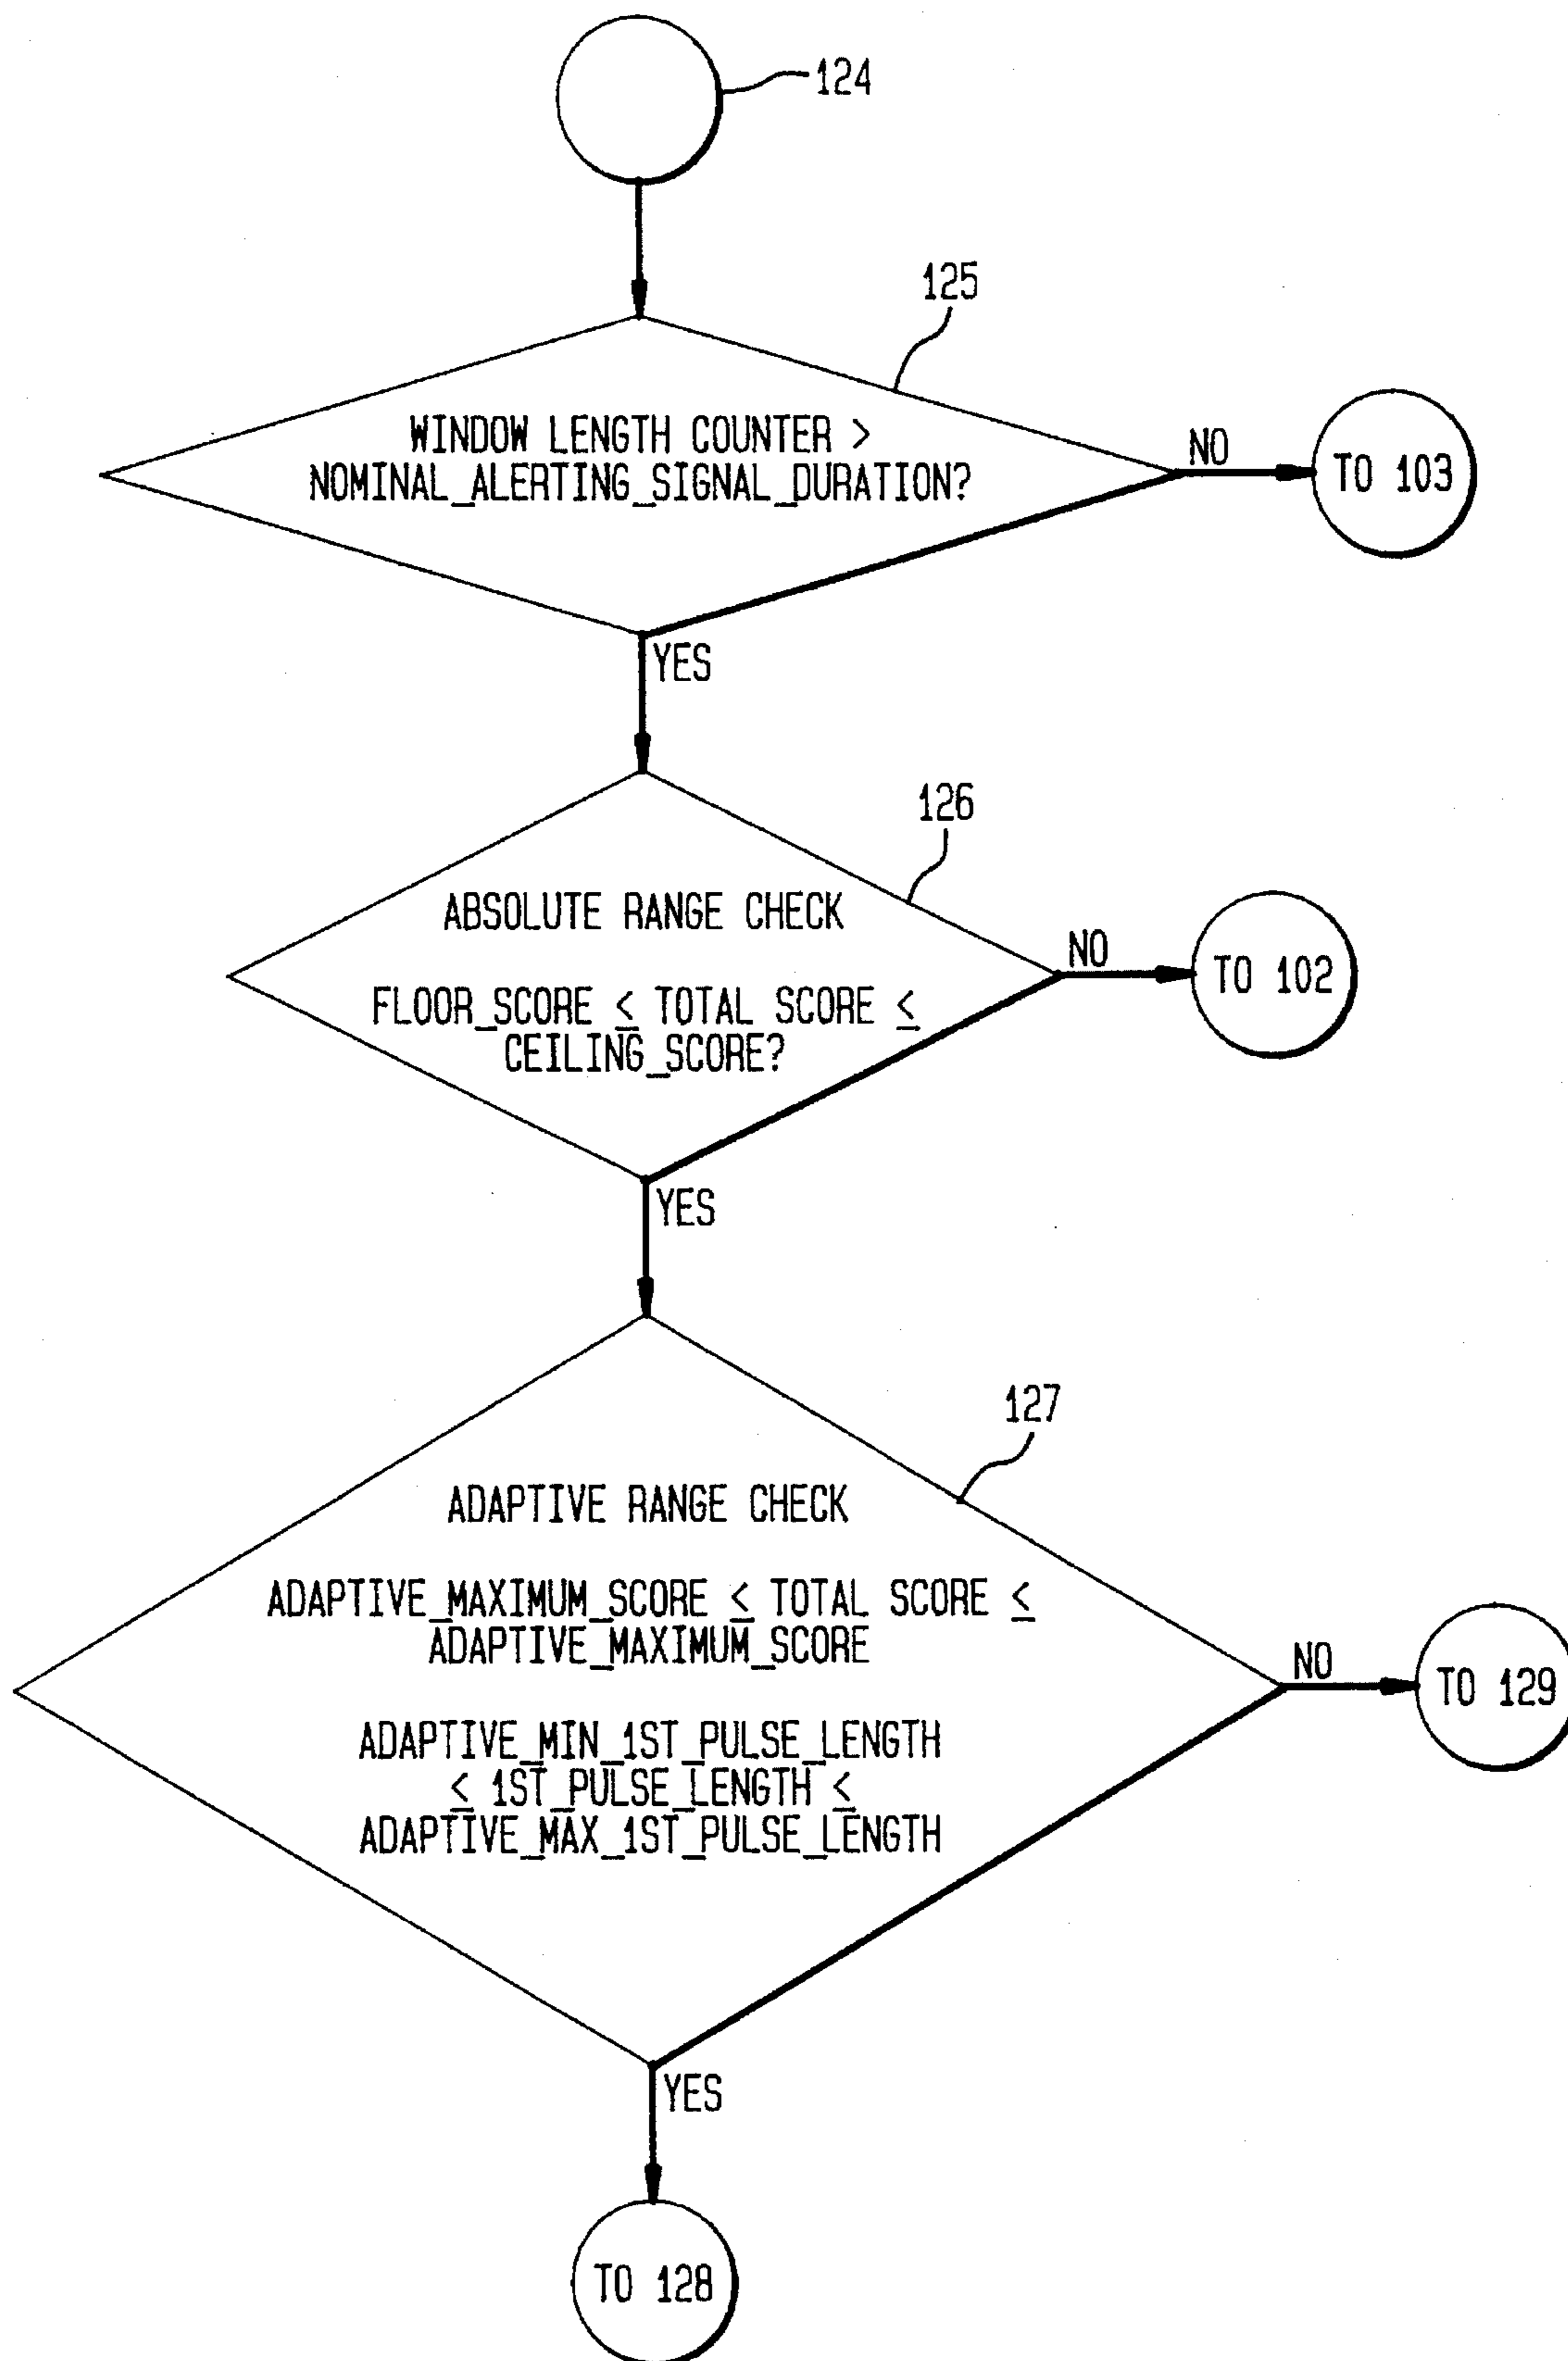 124
125
WINDOW LENGTH COUNTER >
NOMINAL_ALERTING_SIGNAL_DURATION?
NO
TO 103
YES
126
ABSOLUTE RANGE CHECK
NO
TO 102
FLOOR_SCORE ≤ TOTAL SCORE ≤
CEILING_SCORE?
YES
127
ADAPTIVE RANGE CHECK
ADAPTIVE_MAXIMUM_SCORE ≤ TOTAL SCORE ≤
ADAPTIVE_MAXIMUM_SCORE
NO
TO 129
ADAPTIVE_MIN_1ST_PULSE_LENGTH
≤ 1ST_PULSE_LENGTH ≤
ADAPTIVE_MAX_1ST_PULSE_LENGTH
YES
TO 128